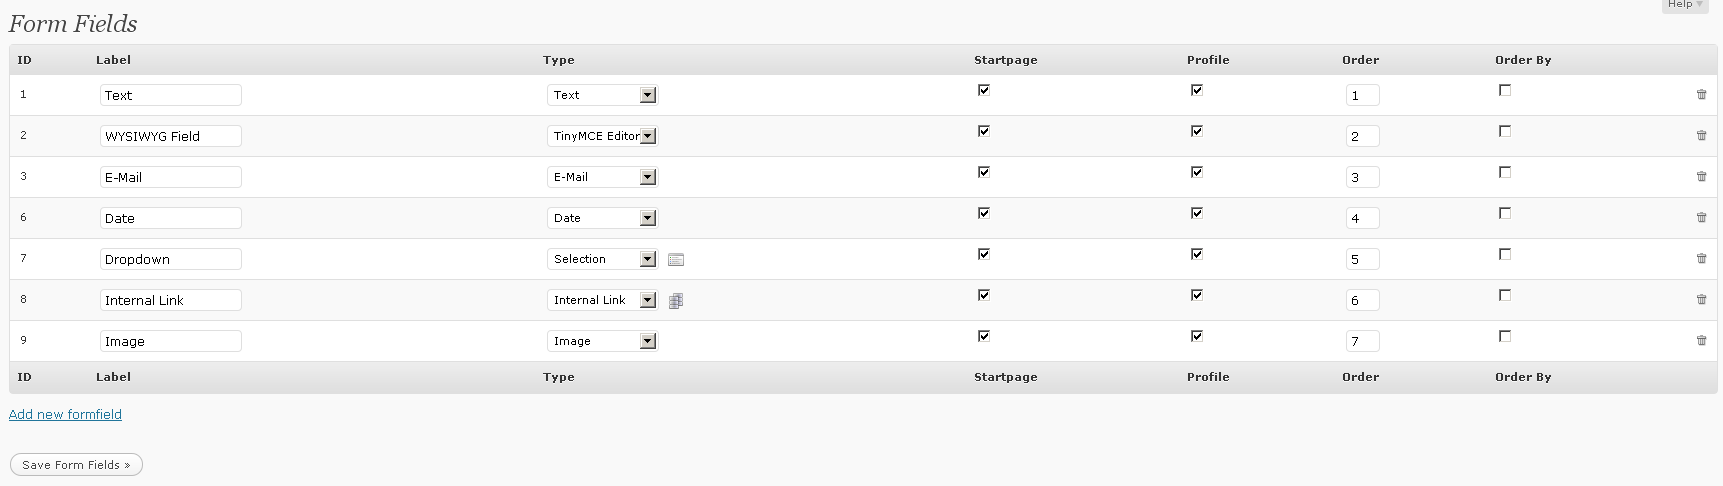 Help
Form Fields
ID Label Type Startpage Profile Order Order By
1 Text Text 1
2 WYSIWYG Field TinyMCE Editor 2
3 E-Mail E-Mail 3
6 Date Date 4
7 Dropdown Selection 5
8 Internal Link Internal Link 6
9 Image Image 7
ID Label Type Startpage Profile Order Order By
Add new formfield
Save Form Fields »